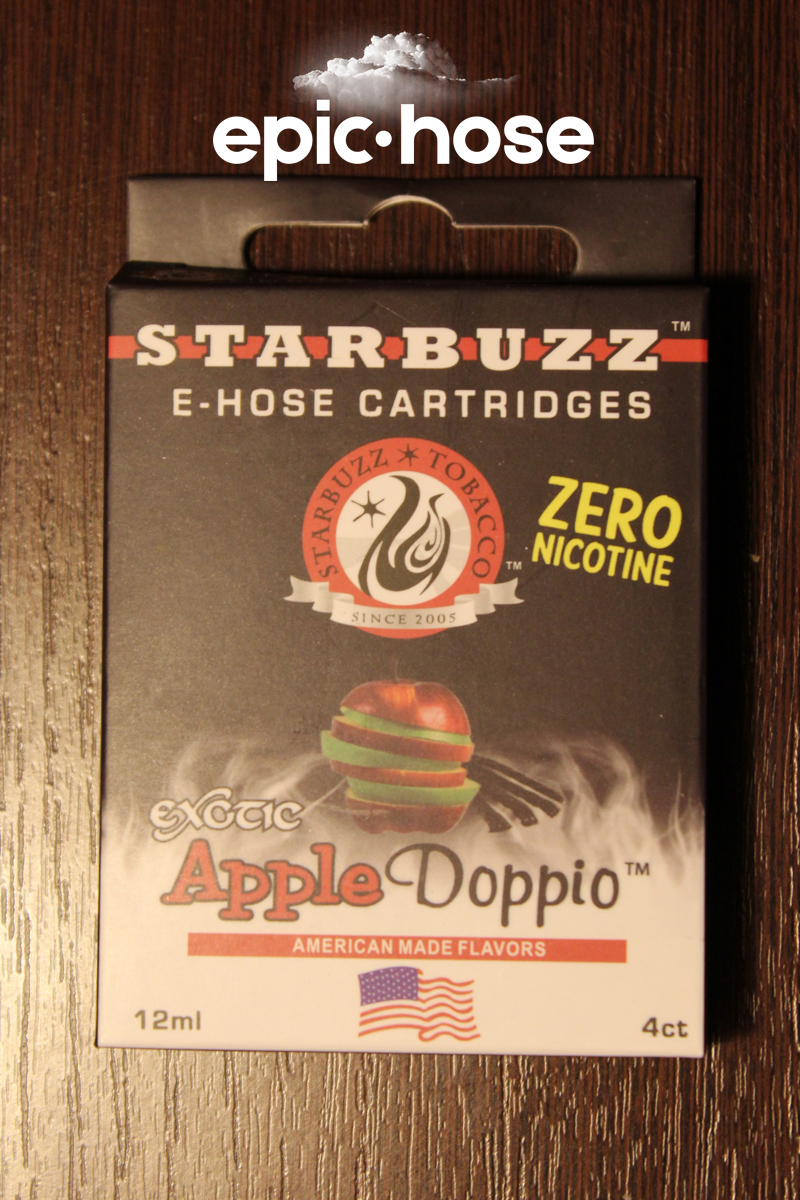 epic·hose
STARBUZZ™
E-HOSE CARTRIDGES
STARBUZZ TOBACCO
™
SINCE 2005
ZERO
NICOTINE
EXOTIC
Apple Doppio™
AMERICAN MADE FLAVORS
12ml
4ct